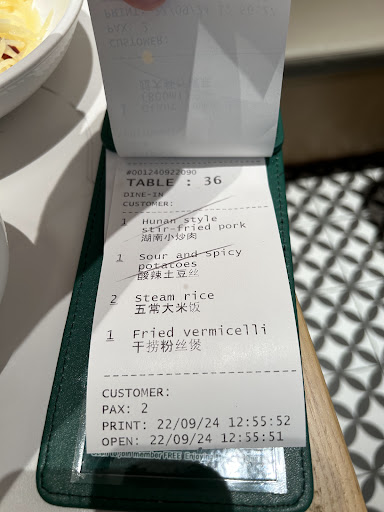 #001240922090
TABLE : 36
DINE-IN
CUSTOMER:
1 Hunan style
stir-fried pork
湖南小炒肉
1 Sour and spicy
potatoes
酸辣土豆丝
2 Steam rice
五常大米饭
1 Fried vermicelli
干捞粉丝煲
CUSTOMER:
PAX: 2
PRINT: 22/09/24 12:55:52
OPEN: 22/09/24 12:55:51